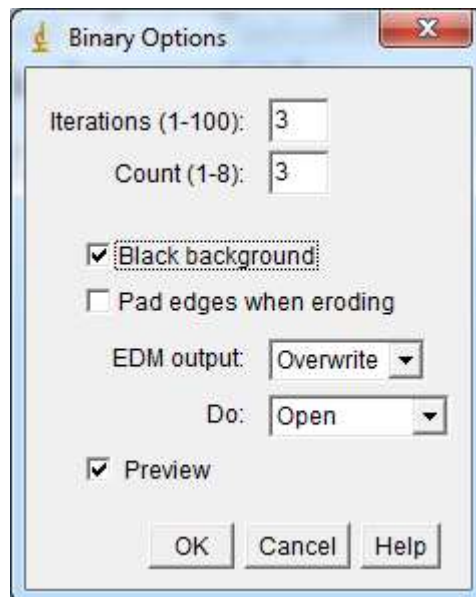 Binary Options
Iterations (1-100): 3
Count (1-8): 3
Black background
Pad edges when eroding
EDM output: Overwrite
Do: Open
Preview
OK Cancel Help